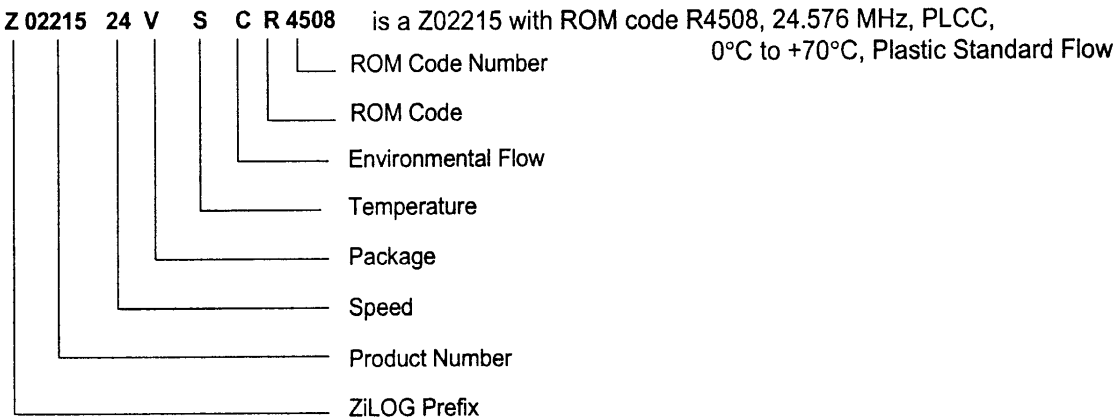 Z 02215 24 V S C R 4508 is a Z02215 with ROM code R4508, 24.576 MHz, PLCC,
0°C to +70°C, Plastic Standard Flow
ROM Code Number
ROM Code
Environmental Flow
Temperature
Package
Speed
Product Number
ZiLOG Prefix